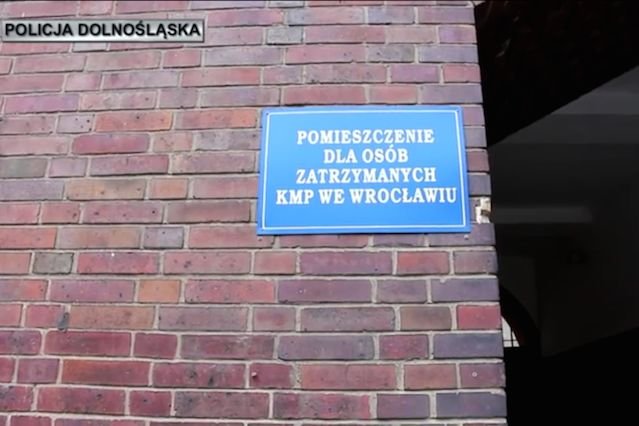 POLICJA DOLNOŚLĄSKA
POMIESZCZENIE
DLA OSÓB
ZATRZYMANYCH
KMP WE WROCŁAWIU